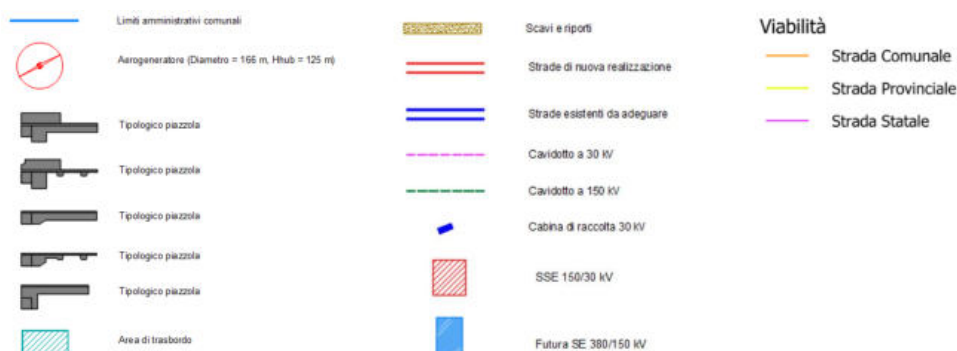 Limiti amministrativi comunali
Aerogeneratore (Diametro = 166 m, Hhub = 125 m)
Tipologico piazzola
Tipologico piazzola
Tipologico piazzola
Tipologico piazzola
Tipologico piazzola
Area di trasbordo
Scavi e riporti
Strade di nuova realizzazione
Strade esistenti da adeguare
Cavidotto a 30 kV
Cavidotto a 150 kV
Cabina di raccolta 30 kV
SSE 150/30 kV
Futura SE 380/150 kV
Viabilità
Strada Comunale
Strada Provinciale
Strada Statale